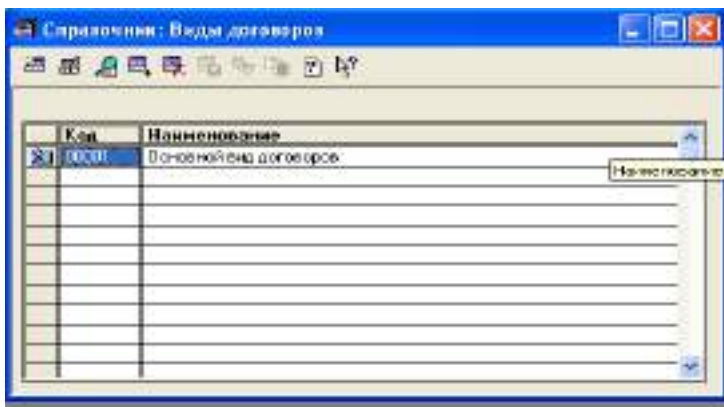 Справочник: Виды договоров
Код Наименование
00001 Основной вид договоров
Наименование